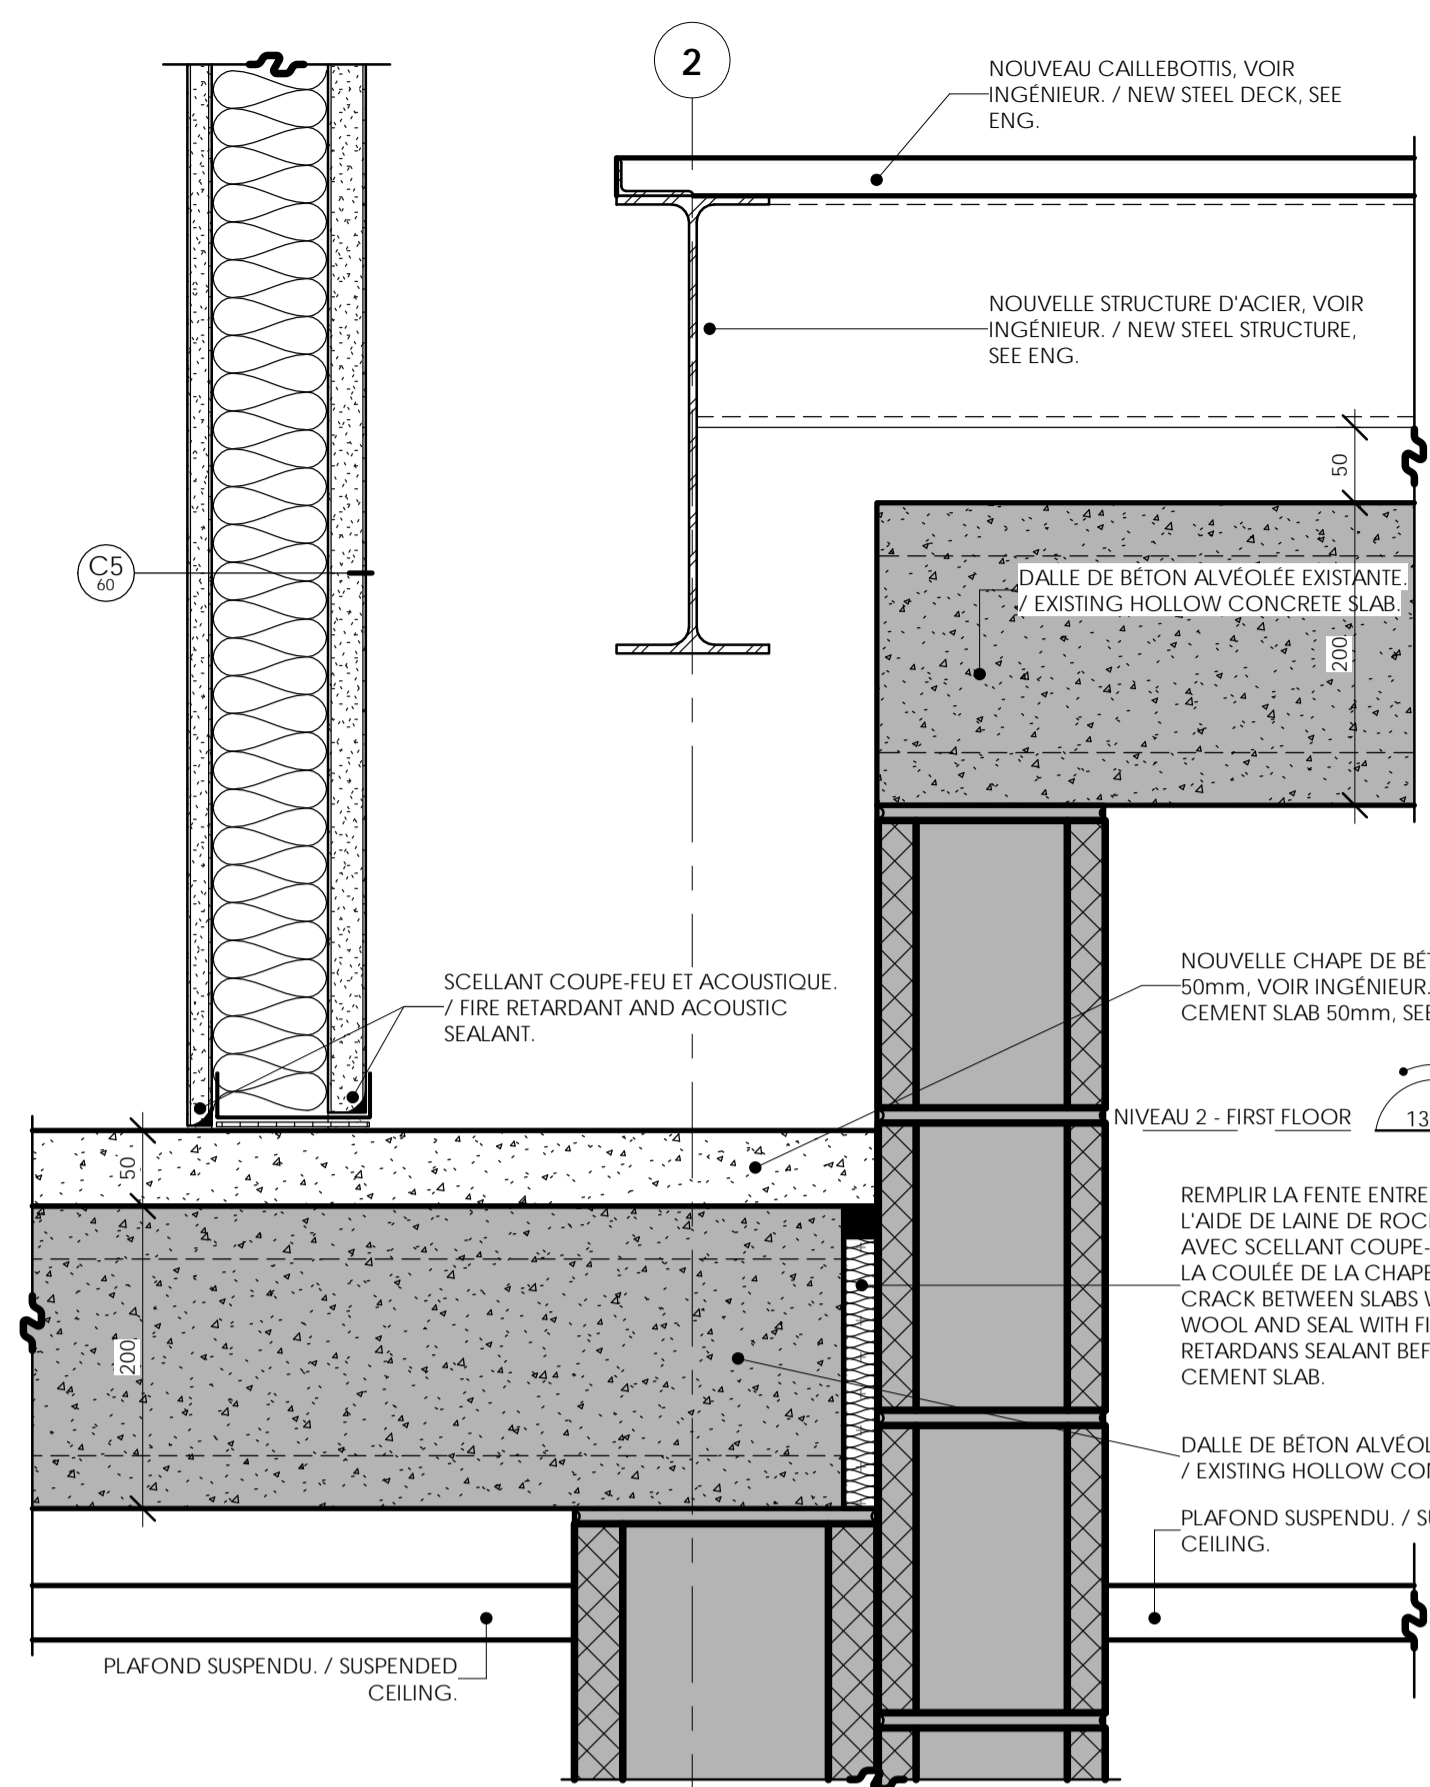 2
NOUVEAU CAILLEBOTTIS, VOIR
INGÉNIEUR. / NEW STEEL DECK, SEE
ENG.
NOUVELLE STRUCTURE D'ACIER, VOIR
INGÉNIEUR. / NEW STEEL STRUCTURE,
SEE ENG.
50
C5
60
DALLE DE BÉTON ALVÉOLÉE EXISTANTE.
/ EXISTING HOLLOW CONCRETE SLAB.
200
SCELLANT COUPE-FEU ET ACOUSTIQUE.
/ FIRE RETARDANT AND ACOUSTIC
SEALANT.
NOUVELLE CHAPE DE BÉ
50mm, VOIR INGÉNIEUR.
CEMENT SLAB 50mm, SEE
NIVEAU 2 - FIRST FLOOR
13
50
REMPLIR LA FENTE ENTRE
L'AIDE DE LAINE DE ROC
AVEC SCELLANT COUPE-
LA COULÉE DE LA CHAPE
CRACK BETWEEN SLABS
WOOL AND SEAL WITH FI
RETARDANS SEALANT BEF
CEMENT SLAB.
200
DALLE DE BÉTON ALVÉOL
/ EXISTING HOLLOW CON
PLAFOND SUSPENDU. / SU
CEILING.
PLAFOND SUSPENDU. / SUSPENDED
CEILING.